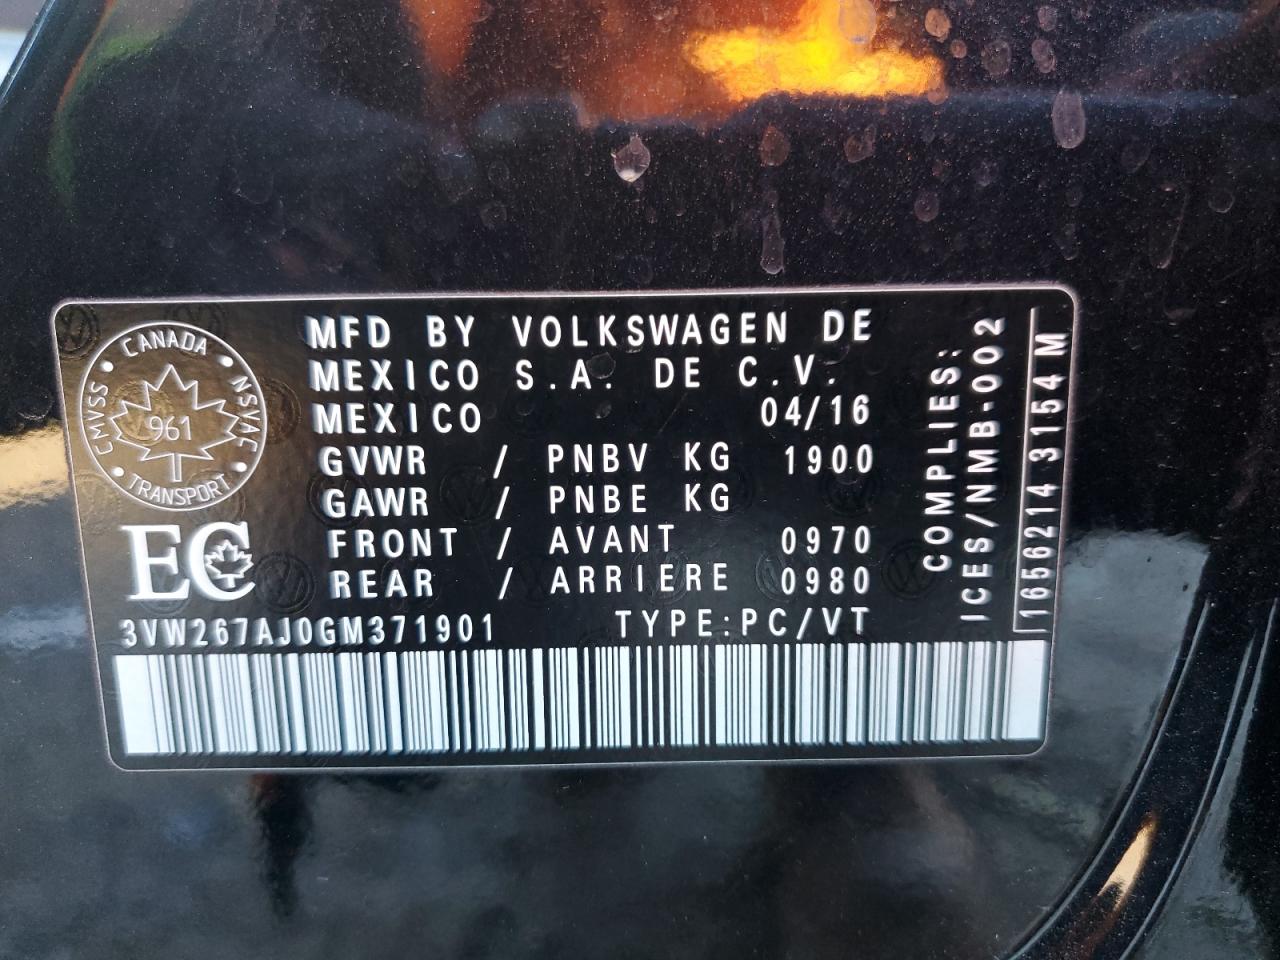 CANADA
CMVSS
NSVAC
961
TRANSPORT
EC
MFD BY VOLKSWAGEN DE
MEXICO S.A. DE C.V.
MEXICO 04/16
GVWR / PNBV KG 1900
GAWR / PNBE KG
FRONT / AVANT 0970
REAR / ARRIERE 0980
3VW267AJ0GM371901 TYPE:PC/VT
COMPLIES:
ICES/NMB-002
1656214 3154M